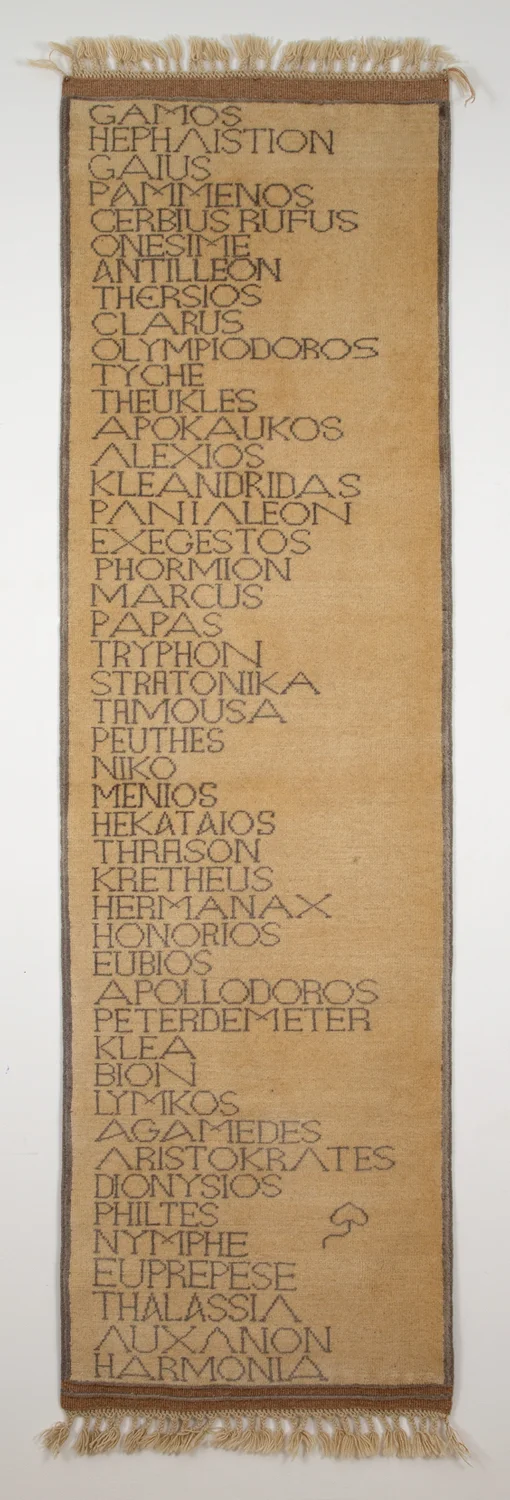 GAMOS
HEPHAISTION
GAIUS
PAMMENOS
CERBIUS RUFUS
ONESIME
ANTILLEON
THERSIOS
CLARUS
OLYMPIODOROS
TYCHE
THEUKLES
APOKAUKOS
ALEXIOS
KLEANDRIDAS
PANIALEON
EXEGESTOS
PHORMION
MARCUS
PAPAS
TRYPHON
STRATONIKA
TAMOUSA
PEUTHES
NIKO
MENIOS
HEKATAIOS
THRASON
KRETHEUS
HERMANAX
HONORIOS
EUBIOS
APOLLODOROS
PETERDEMETER
KLEA
BION
LYMKOS
AGAMEDES
ARISTOKRATES
DIONYSIOS
PHILTES
NYMPHE
EUPREPESE
THALASSIA
AUXANON
HARMONIA